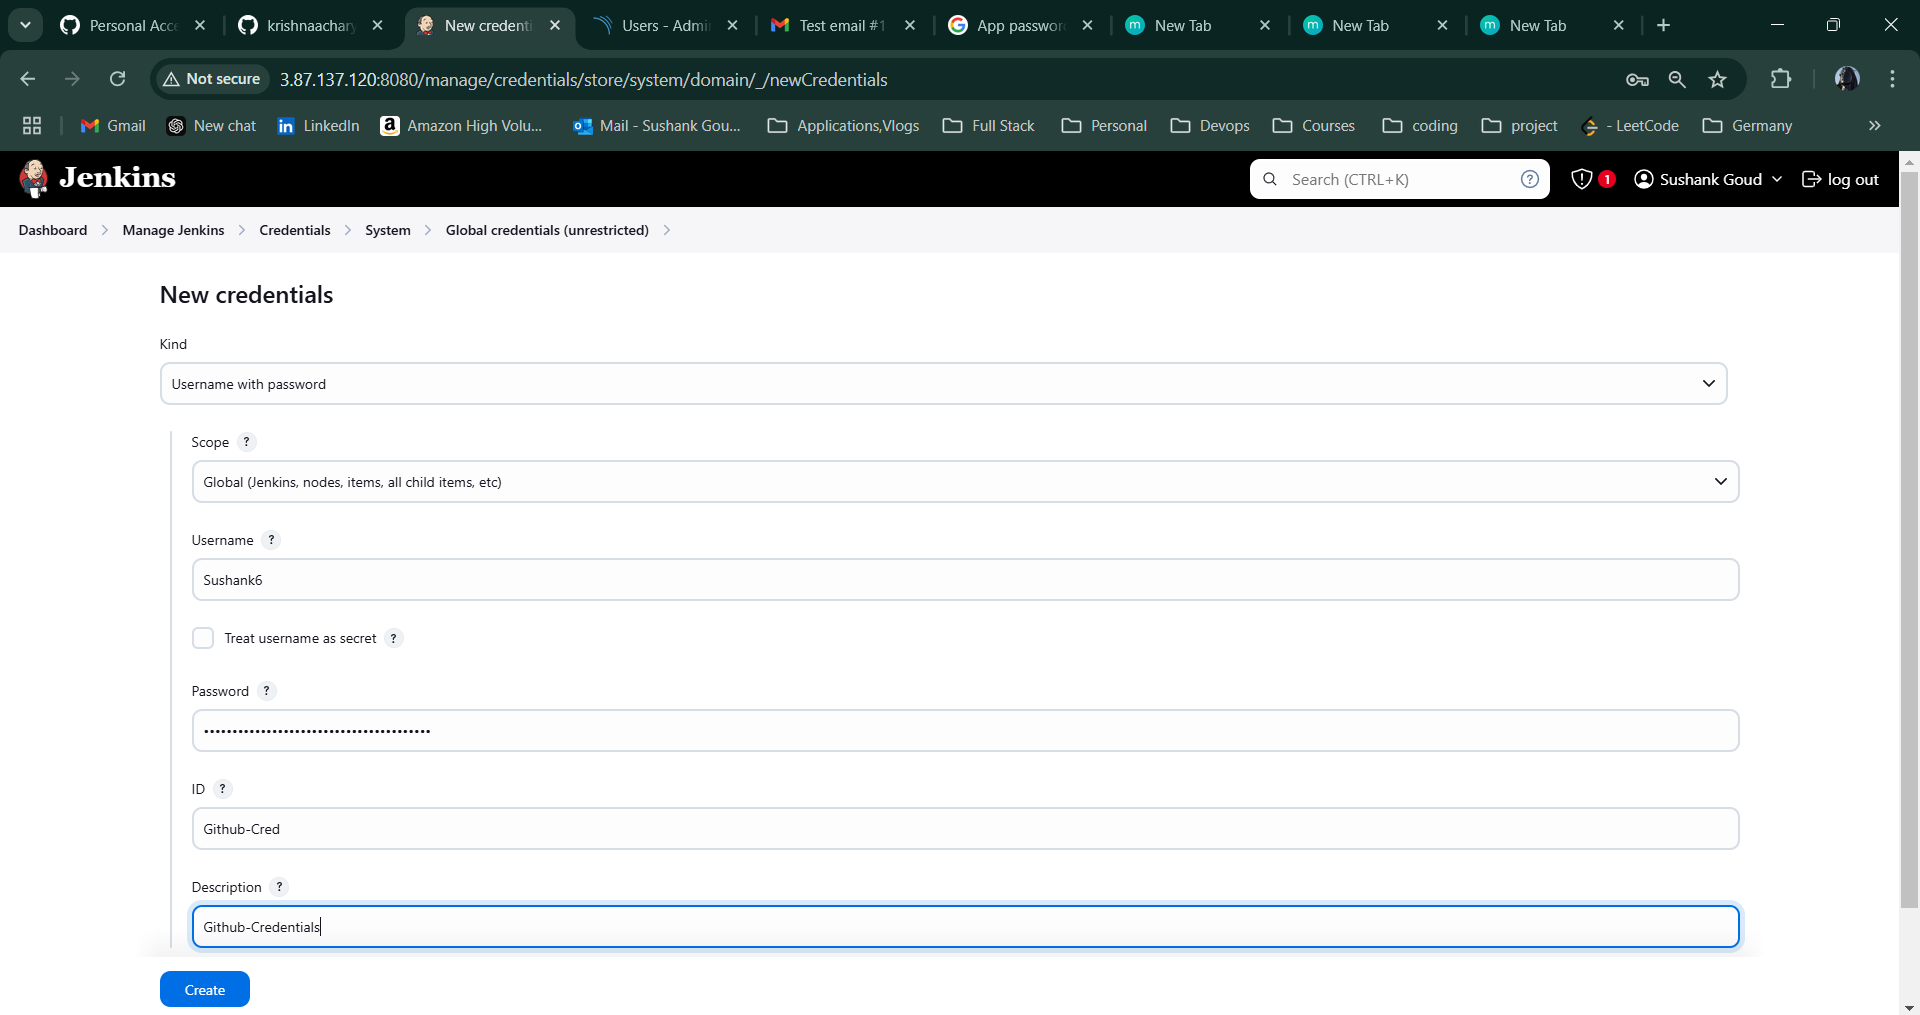 Personal Acce
krishnaachary
New credenti
Users - Admi
Test email #1
App passwor
New Tab
New Tab
New Tab
Not secure
3.87.137.120:8080/manage/credentials/store/system/domain/_/newCredentials
Gmail
New chat
LinkedIn
Amazon High Volu...
Mail - Sushank Gou...
Applications,Vlogs
Full Stack
Personal
Devops
Courses
coding
project
- LeetCode
Germany
»
Jenkins
Search (CTRL+K)
?
1
Sushank Goud
log out
Dashboard > Manage Jenkins > Credentials > System > Global credentials (unrestricted) >
New credentials
Kind
Username with password
Scope ?
Global (Jenkins, nodes, items, all child items, etc)
Username ?
Sushank6
Treat username as secret ?
Password ?
••••••••••••••••••••••••••••••••••••••••
ID ?
Github-Cred
Description ?
Github-Credentials
Create